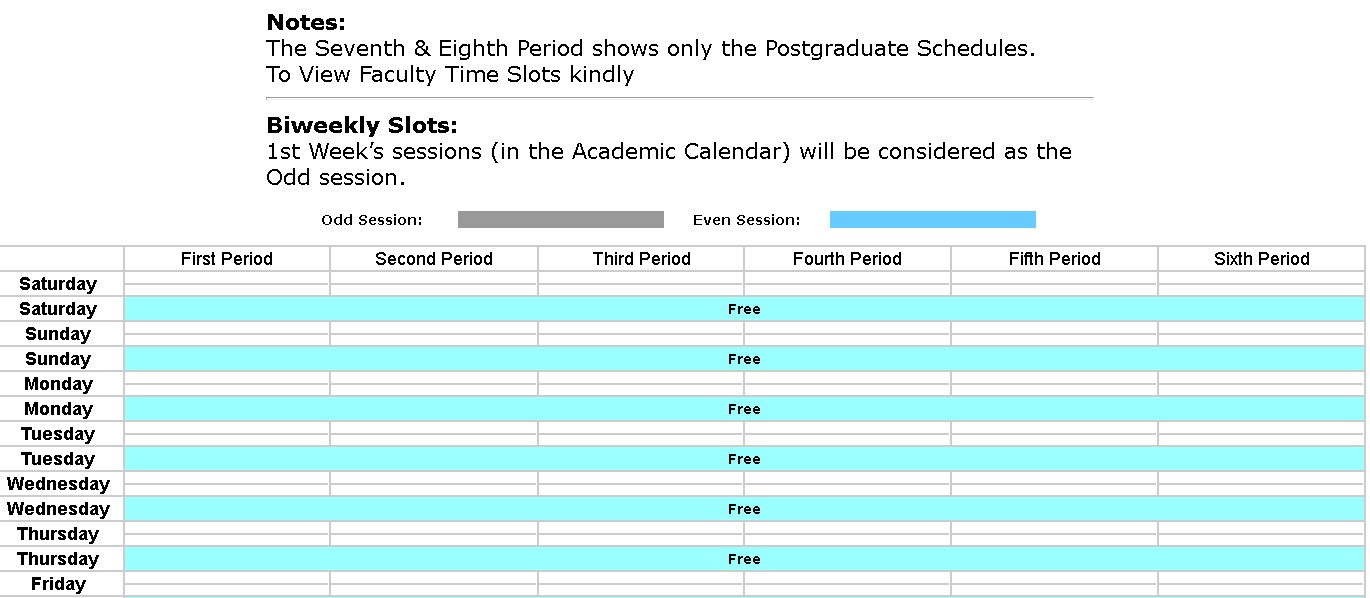 Notes:
The Seventh & Eighth Period shows only the Postgraduate Schedules.
To View Faculty Time Slots kindly
Biweekly Slots:
1st Week’s sessions (in the Academic Calendar) will be considered as the
Odd session.
Odd Session: Even Session:
First Period Second Period Third Period Fourth Period Fifth Period Sixth Period
Saturday
Saturday Free
Sunday
Sunday Free
Monday
Monday Free
Tuesday
Tuesday Free
Wednesday
Wednesday Free
Thursday
Thursday Free
Friday